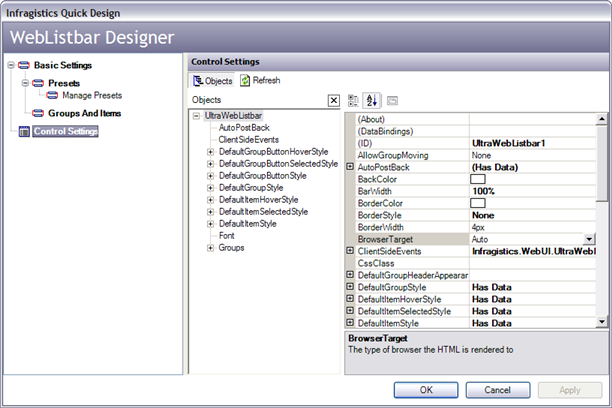 Infragistics Quick Design
WebListbar Designer
Basic Settings
Presets
Manage Presets
Groups And Items
Control Settings
Control Settings
Objects Refresh
Objects
UltraWebListbar
AutoPostBack
ClientSideEvents
DefaultGroupButtonHoverStyle
DefaultGroupButtonSelectedStyle
DefaultGroupButtonStyle
DefaultGroupStyle
DefaultItemHoverStyle
DefaultItemSelectedStyle
DefaultItemStyle
Font
Groups
(About)
(DataBindings)
(ID) UltraWebListbar1
AllowGroupMoving None
AutoPostBack (Has Data)
BackColor
BarWidth 100%
BorderColor
BorderStyle None
BorderWidth 4px
BrowserTarget Auto
ClientSideEvents Infragistics.WebUI.UltraWebL
CssClass
DefaultGroupHeaderAppearar
DefaultGroupStyle Has Data
DefaultItemHoverStyle Has Data
DefaultItemSelectedStyle Has Data
DefaultItemStyle Has Data
BrowserTarget
The type of browser the HTML is rendered to
OK Cancel Apply